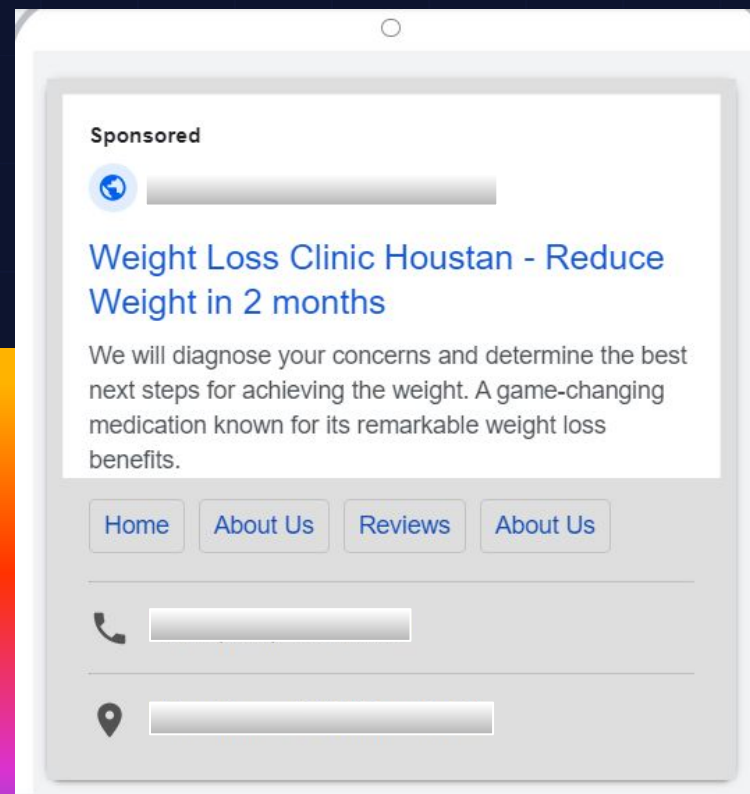 Sponsored
Weight Loss Clinic Houstan - Reduce
Weight in 2 months
We will diagnose your concerns and determine the best
next steps for achieving the weight. A game-changing
medication known for its remarkable weight loss
benefits.
Home About Us Reviews About Us